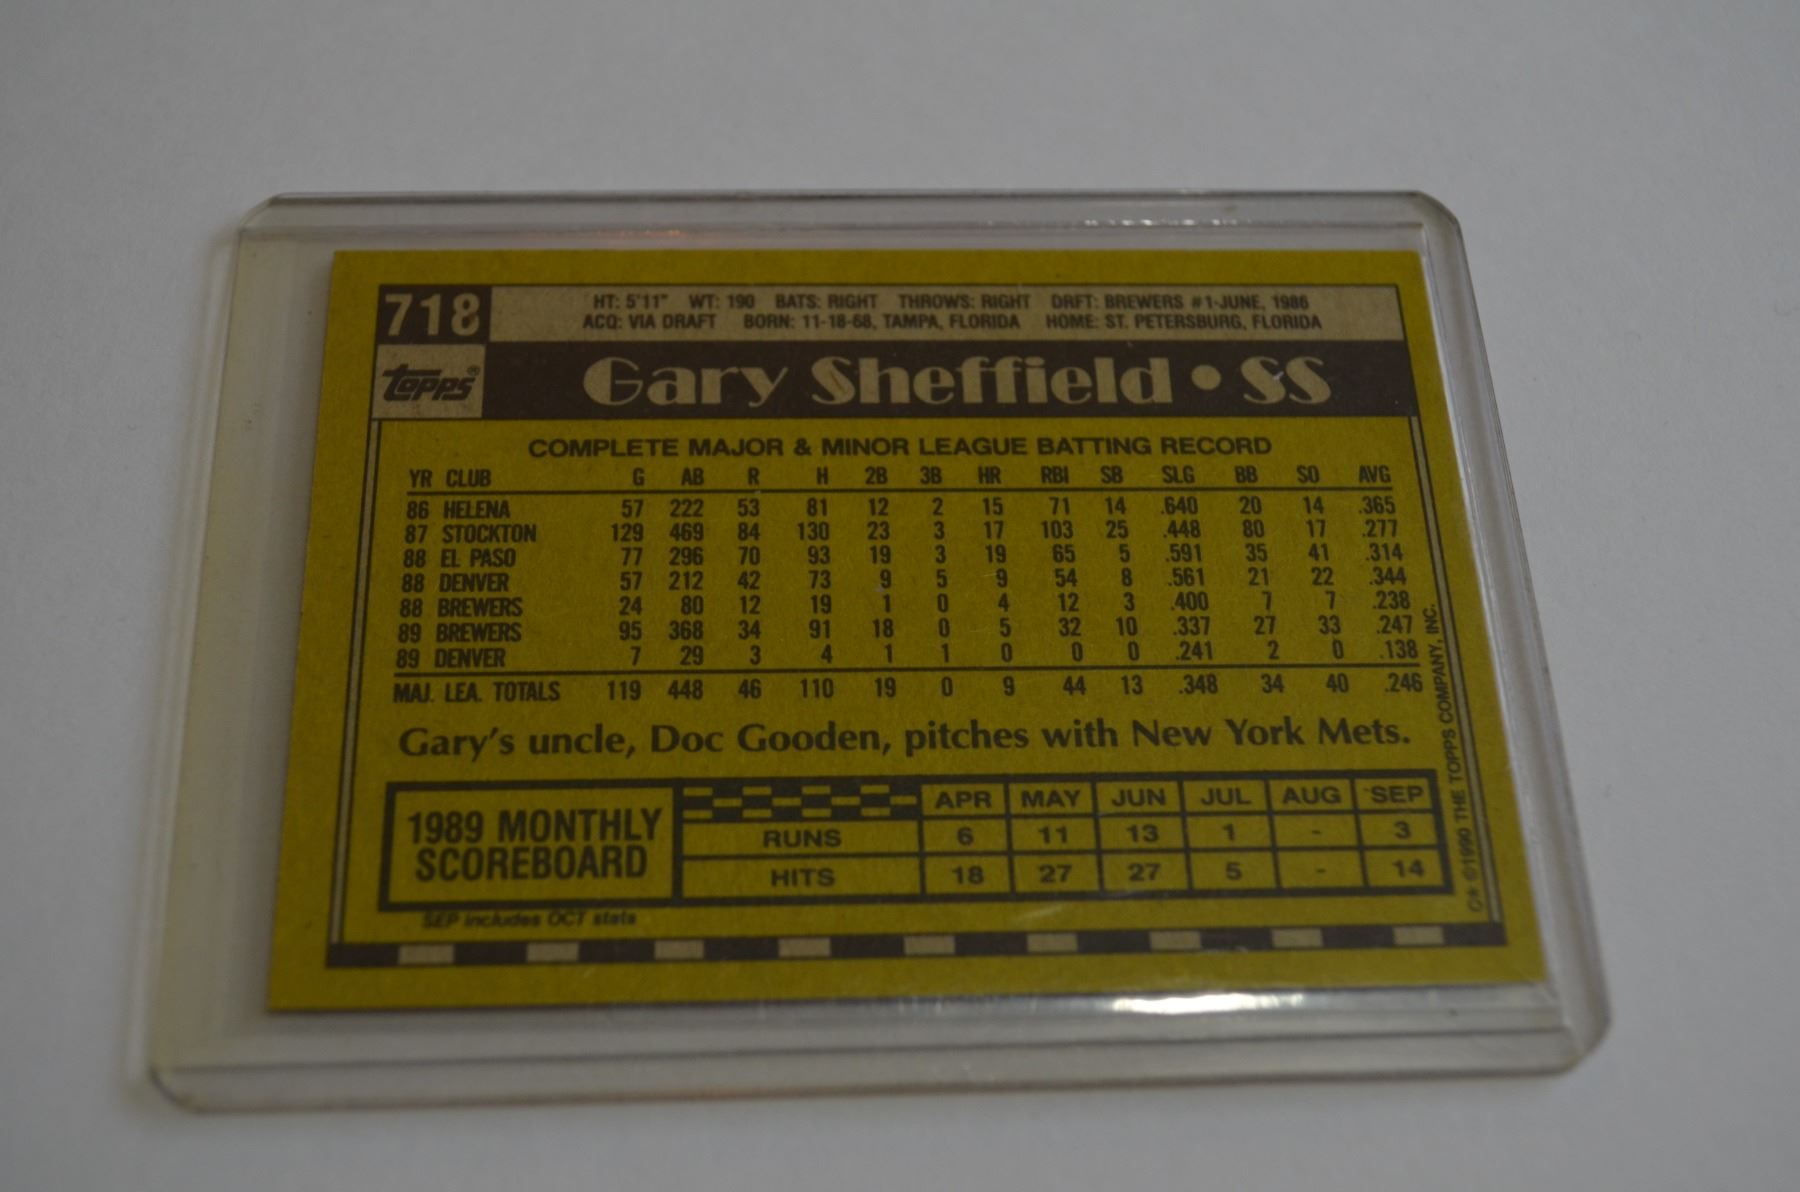 718
HT: 5'11" WT: 190 BATS: RIGHT THROWS: RIGHT DRFT: BREWERS #1-JUNE, 1986
ACQ: VIA DRAFT BORN: 11-18-68, TAMPA, FLORIDA HOME: ST. PETERSBURG, FLORIDA
topps®
Gary Sheffield • SS
COMPLETE MAJOR & MINOR LEAGUE BATTING RECORD
YR CLUB G AB R H 2B 3B HR RBI SB SLG BB SO AVG
86 HELENA 57 222 53 81 12 2 15 71 14 .640 20 14 .365
87 STOCKTON 129 469 84 130 23 3 17 103 25 .448 80 17 .277
88 EL PASO 77 296 70 93 19 3 19 65 5 .591 35 41 .314
88 DENVER 57 212 42 73 9 5 9 54 8 .561 21 22 .344
88 BREWERS 24 80 12 19 1 0 4 12 3 .400 7 7 .238
89 BREWERS 95 368 34 91 18 0 5 32 10 .337 27 33 .247
89 DENVER 7 29 3 4 1 1 0 0 0 .241 2 0 .138
MAJ. LEA. TOTALS 119 448 46 110 19 0 9 44 13 .348 34 40 .246
Gary's uncle, Doc Gooden, pitches with New York Mets.
1989 MONTHLY
SCOREBOARD
APR MAY JUN JUL AUG SEP
RUNS 6 11 13 1 - 3
HITS 18 27 27 5 - 14
SEP includes OCT stats
C* ©1990 THE TOPPS COMPANY, INC.